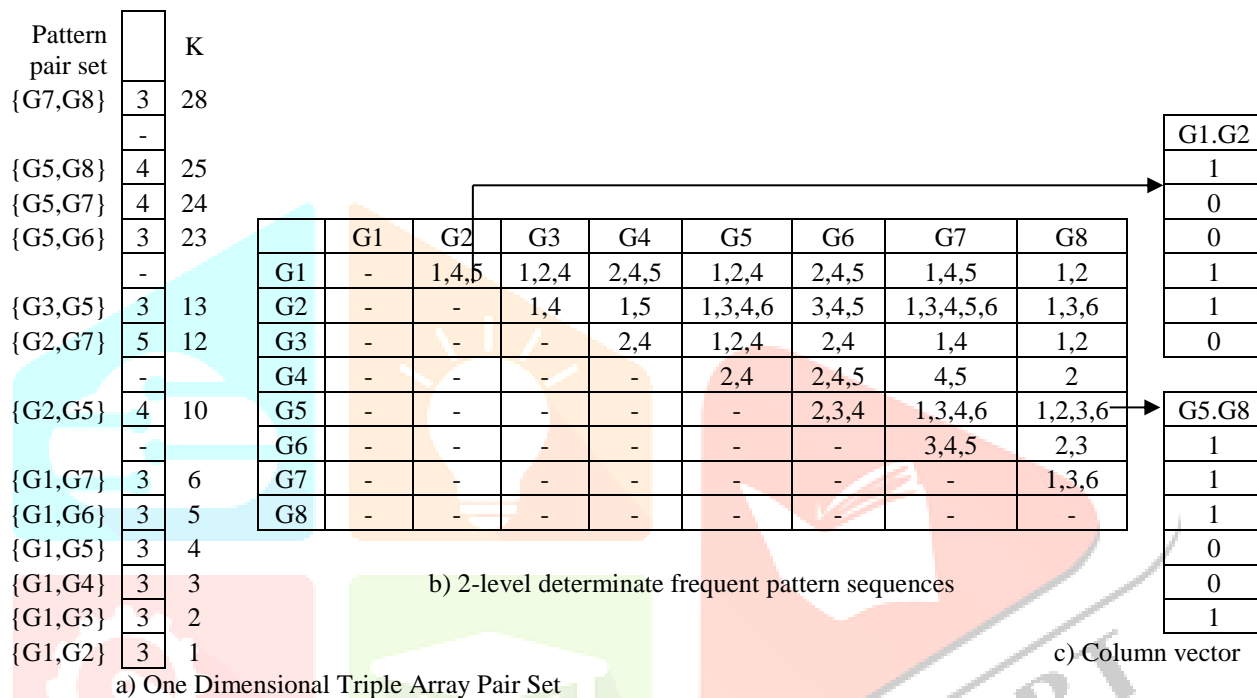 Pattern pair set K
{G7,G8} 3 28
-
{G5,G8} 4 25
{G5,G7} 4 24
{G5,G6} 3 23
-
{G3,G5} 3 13
{G2,G7} 5 12
-
{G2,G5} 4 10
-
{G1,G7} 3 6
{G1,G6} 3 5
{G1,G5} 3 4
{G1,G4} 3 3
{G1,G3} 3 2
{G1,G2} 3 1
a) One Dimensional Triple Array Pair Set
G1 G2 G3 G4 G5 G6 G7 G8
G1 - 1,4,5 1,2,4 2,4,5 1,2,4 2,4,5 1,4,5 1,2
G2 - - 1,4 1,5 1,3,4,6 3,4,5 1,3,4,5,6 1,3,6
G3 - - - 2,4 1,2,4 2,4 1,4 1,2
G4 - - - - 2,4 2,4,5 4,5 2
G5 - - - - - 2,3,4 1,3,4,6 1,2,3,6
G6 - - - - - - 3,4,5 2,3
G7 - - - - - - - 1,3,6
G8 - - - - - - - -
b) 2-level determinate frequent pattern sequences
G1.G2
1
0
0
1
1
0
G5.G8
1
1
1
0
0
1
c) Column vector